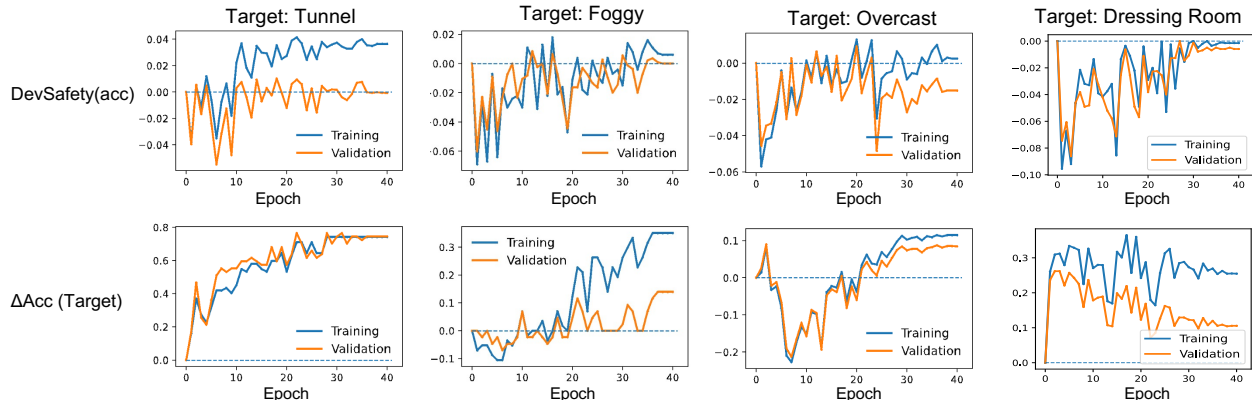 Target: Tunnel
Target: Foggy
Target: Overcast
Target: Dressing Room
DevSafety(acc)
0.04
0.02
0.00
−0.02
−0.04
Training
Validation
0 10 20 30 40
Epoch
0.02
0.00
−0.02
−0.04
−0.06
Training
Validation
0 10 20 30 40
Epoch
0.00
−0.02
−0.04
−0.06
Training
Validation
0 10 20 30 40
Epoch
0.00
−0.02
−0.04
−0.06
−0.08
−0.10
Training
Validation
0 10 20 30 40
Epoch
ΔAcc (Target)
0.8
0.6
0.4
0.2
0.0
Training
Validation
0 10 20 30 40
Epoch
0.3
0.2
0.1
0.0
−0.1
Training
Validation
0 10 20 30 40
Epoch
0.1
0.0
−0.1
−0.2
Training
Validation
0 10 20 30 40
Epoch
0.3
0.2
0.1
0.0
Training
Validation
0 10 20 30 40
Epoch